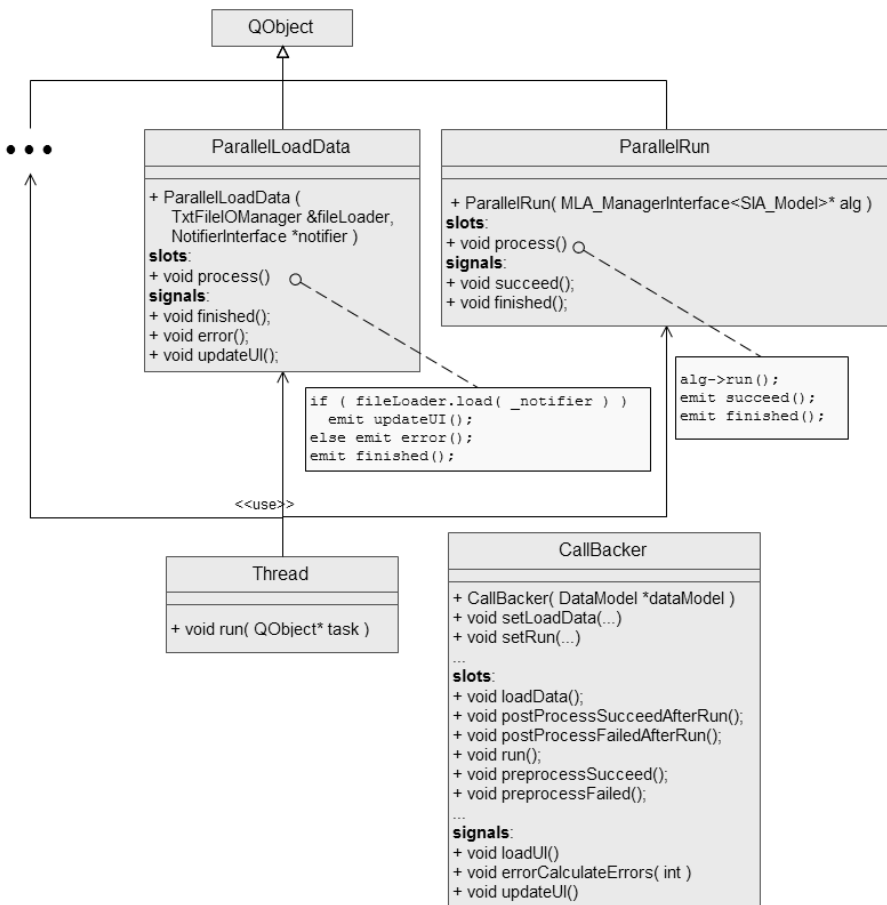 QObject
ParallelLoadData
+ ParallelLoadData (
TxtFileIOManager &fileLoader,
NotifierInterface *notifier )
slots:
+ void process()
signals:
+ void finished();
+ void error();
+ void updateUI();
ParallelRun
+ ParallelRun( MLA_ManagerInterface<SIA_Model>* alg )
slots:
+ void process()
signals:
+ void succeed();
+ void finished();
if ( fileLoader.load( _notifier ) )
emit updateUI();
else emit error();
emit finished();
alg->run();
emit succeed();
emit finished();
<<use>>
Thread
+ void run( QObject* task )
CallBacker
+ CallBacker( DataModel *dataModel )
+ void setLoadData(...)
+ void setRun(...)
...
slots:
+ void loadData();
+ void postProcessSucceedAfterRun();
+ void postProcessFailedAfterRun();
+ void run();
+ void preprocessSucceed();
+ void preprocessFailed();
...
signals:
+ void loadUI()
+ void errorCalculateErrors( int )
+ void updateUI()